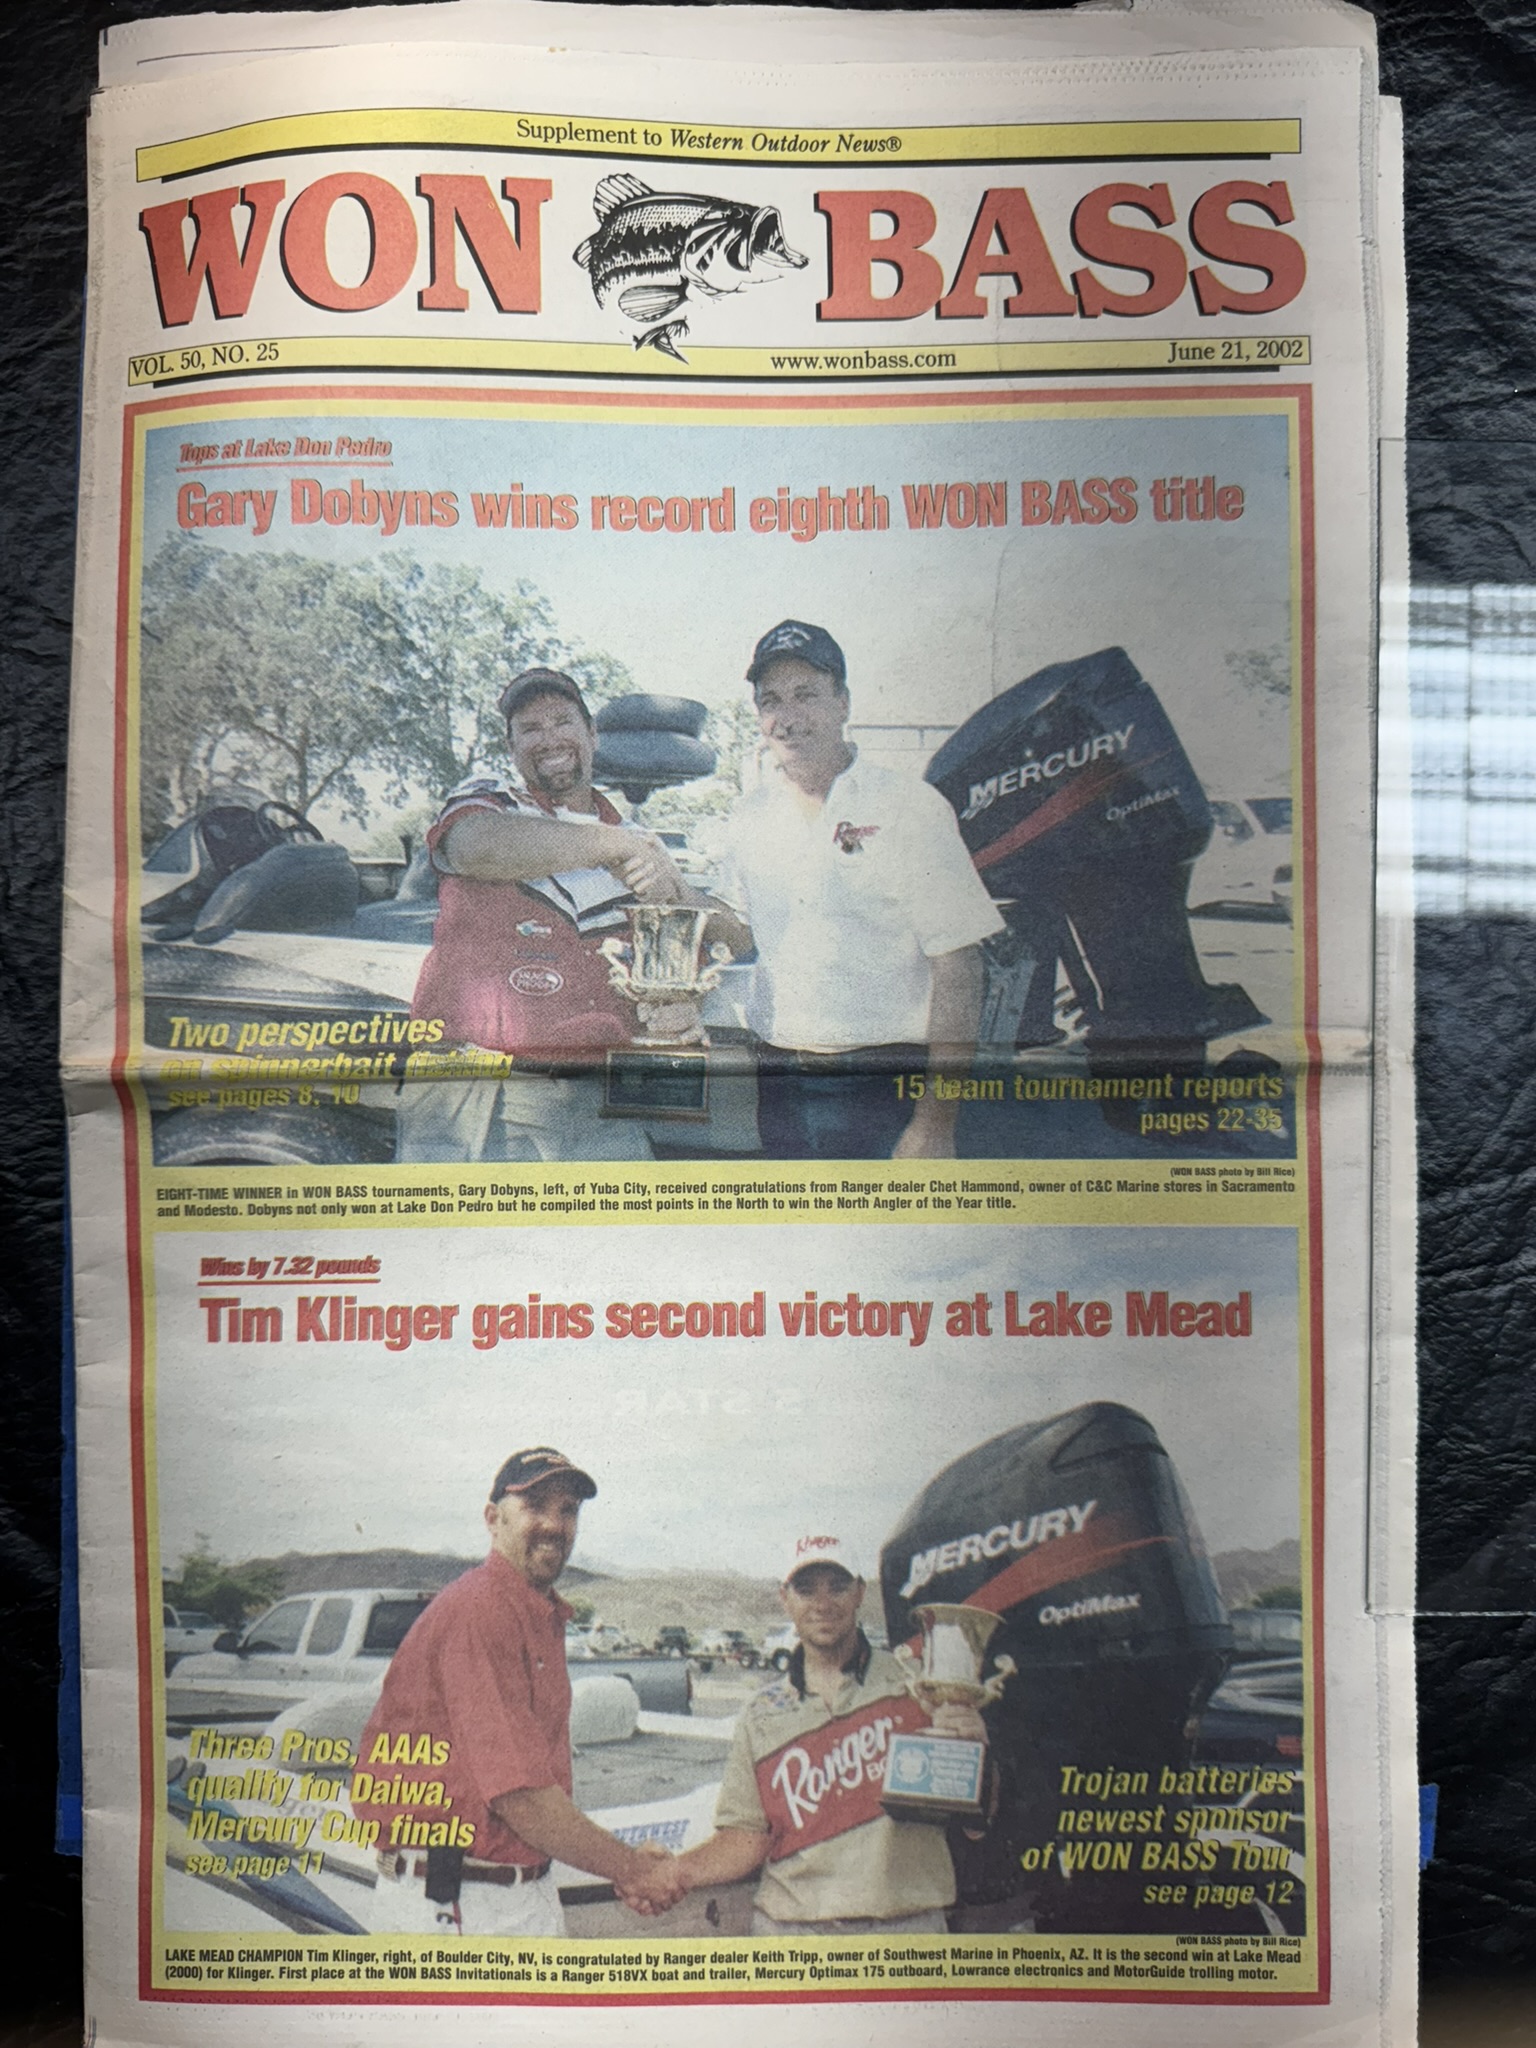 Supplement to Western Outdoor News®
WON BASS
VOL. 50, NO. 25 www.wonbass.com June 21, 2002
Tops at Lake Don Pedro
Gary Dobyns wins record eighth WON BASS title
MERCURY
OptiMax
Ranger
Two perspectives
on spinnerbait fishing
see pages 8, 10
15 team tournament reports
pages 22-35
(WON BASS photo by Bill Rice)
EIGHT-TIME WINNER in WON BASS tournaments, Gary Dobyns, left, of Yuba City, received congratulations from Ranger dealer Chet Hammond, owner of C&C Marine stores in Sacramento
and Modesto. Dobyns not only won at Lake Don Pedro but he compiled the most points in the North to win the North Angler of the Year title.
Wins by 7.32 pounds
Tim Klinger gains second victory at Lake Mead
MERCURY
OptiMax
Ranger
Three Pros, AAAs
qualify for Daiwa,
Mercury Cup finals
see page 11
Trojan batteries
newest sponsor
of WON BASS Tour
see page 12
(WON BASS photo by Bill Rice)
LAKE MEAD CHAMPION Tim Klinger, right, of Boulder City, NV, is congratulated by Ranger dealer Keith Tripp, owner of Southwest Marine in Phoenix, AZ. It is the second win at Lake Mead
(2000) for Klinger. First place at the WON BASS Invitationals is a Ranger 518VX boat and trailer, Mercury Optimax 175 outboard, Lowrance electronics and MotorGuide trolling motor.